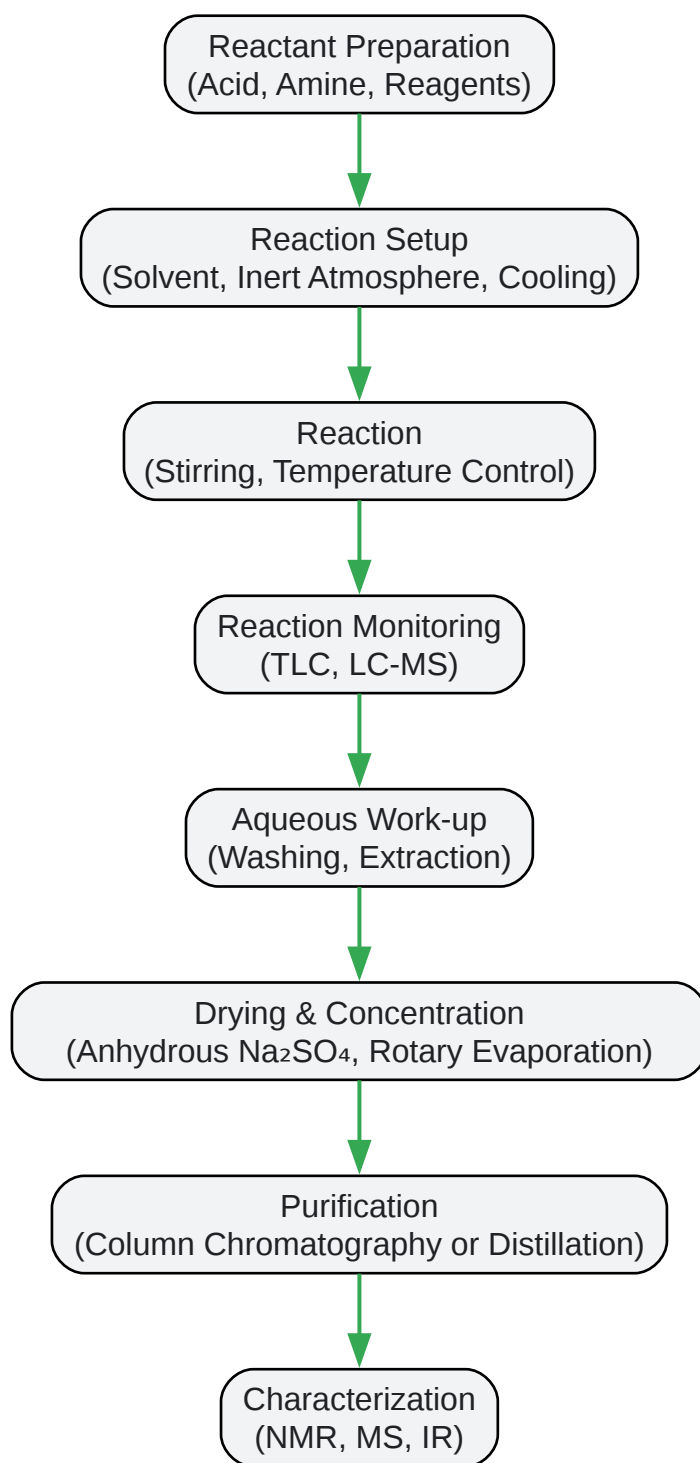 Reactant Preparation
(Acid, Amine, Reagents)
Reaction Setup
(Solvent, Inert Atmosphere, Cooling)
Reaction
(Stirring, Temperature Control)
Reaction Monitoring
(TLC, LC-MS)
Aqueous Work-up
(Washing, Extraction)
Drying & Concentration
(Anhydrous Na₂SO₄, Rotary Evaporation)
Purification
(Column Chromatography or Distillation)
Characterization
(NMR, MS, IR)